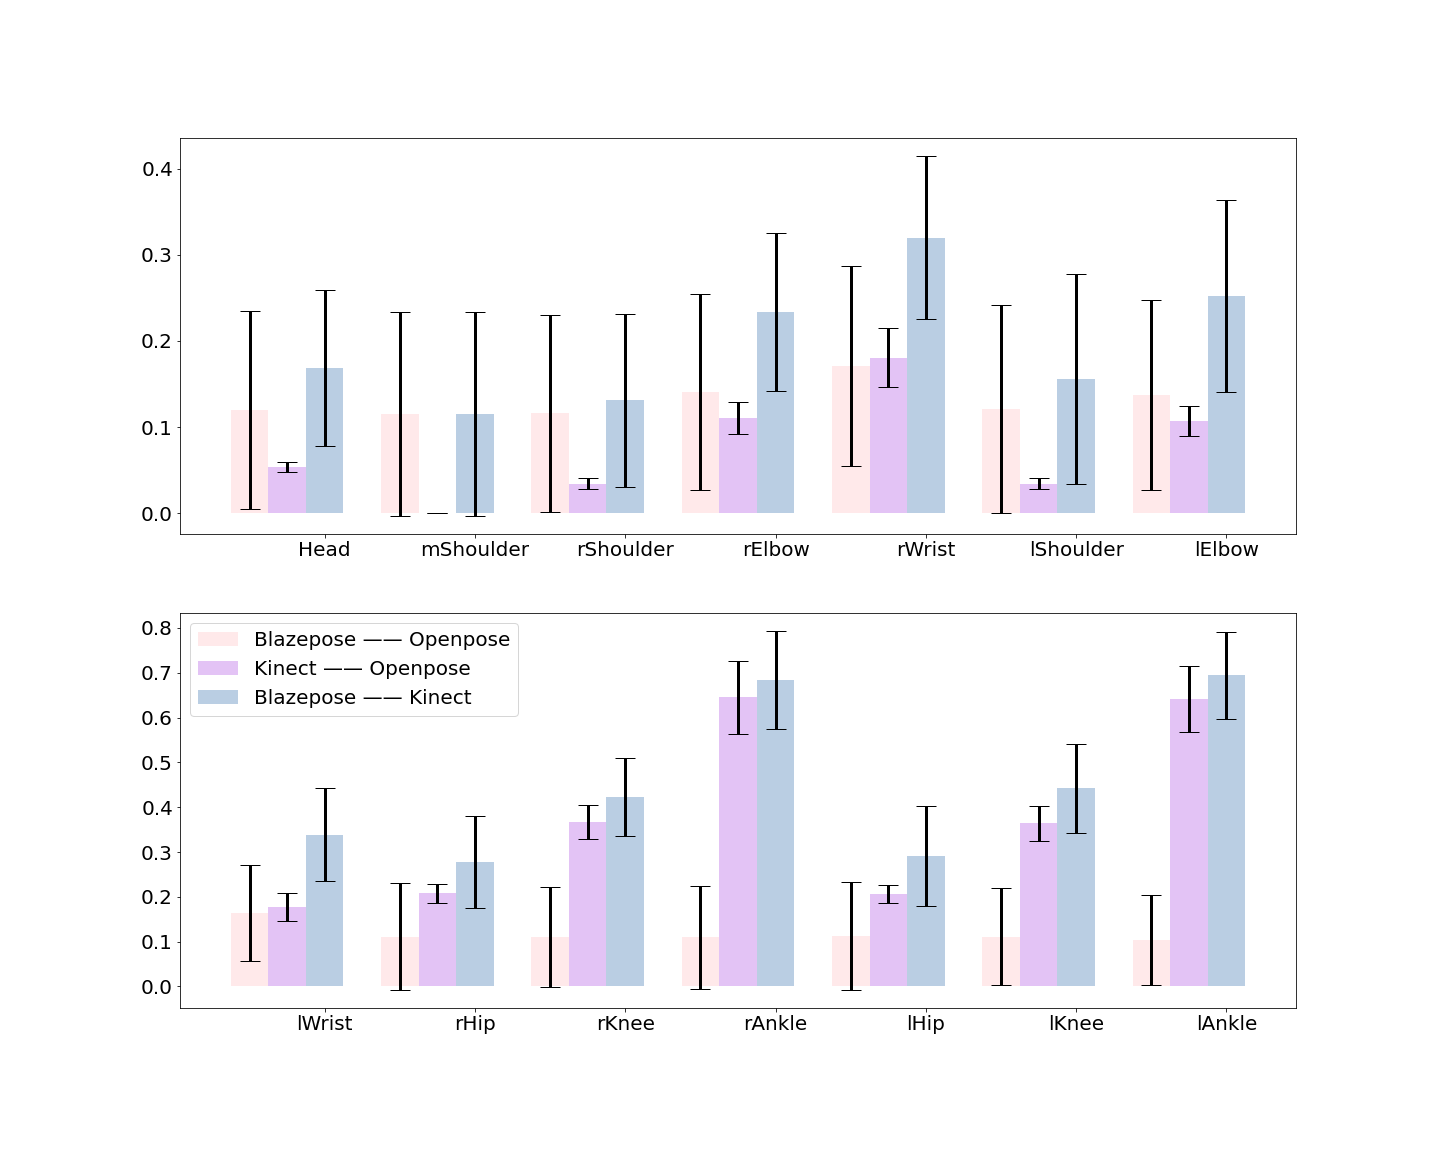 0.4
0.3
0.2
0.1
0.0
Head mShoulder rShoulder rElbow rWrist lShoulder lElbow
0.8
0.7
0.6
0.5
0.4
0.3
0.2
0.1
0.0
Blazepose —— Openpose
Kinect —— Openpose
Blazepose —— Kinect
lWrist rHip rKnee rAnkle lHip lKnee lAnkle